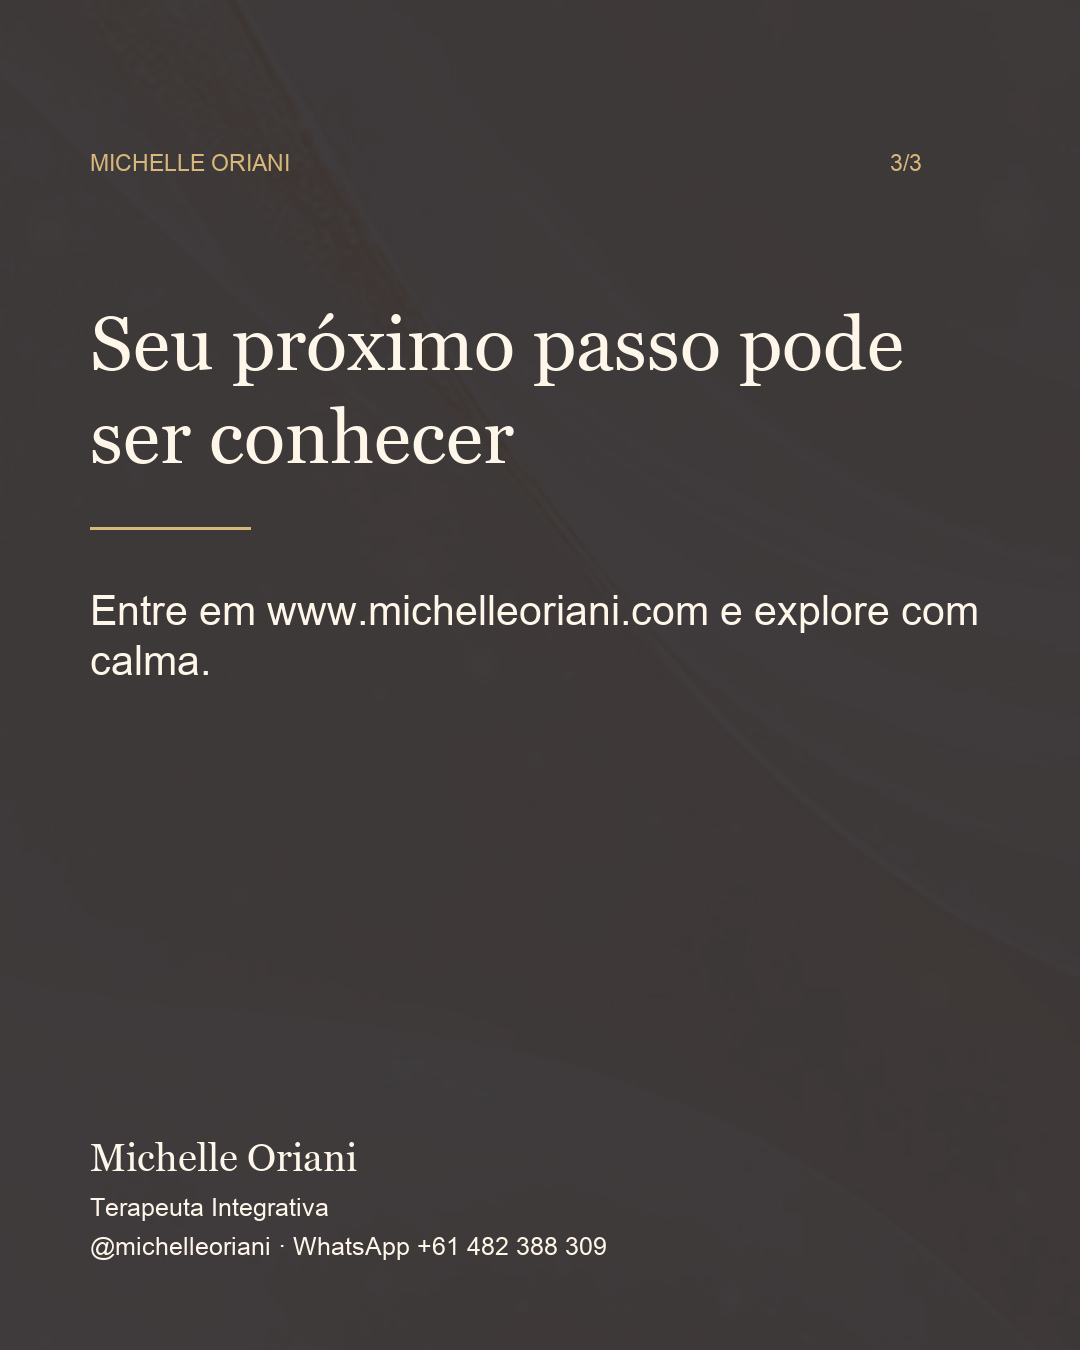 MICHELLE ORIANI
3/3
Seu próximo passo pode
ser conhecer
Entre em www.michelleoriani.com e explore com
calma.
Michelle Oriani
Terapeuta Integrativa
@michelleoriani · WhatsApp +61 482 388 309